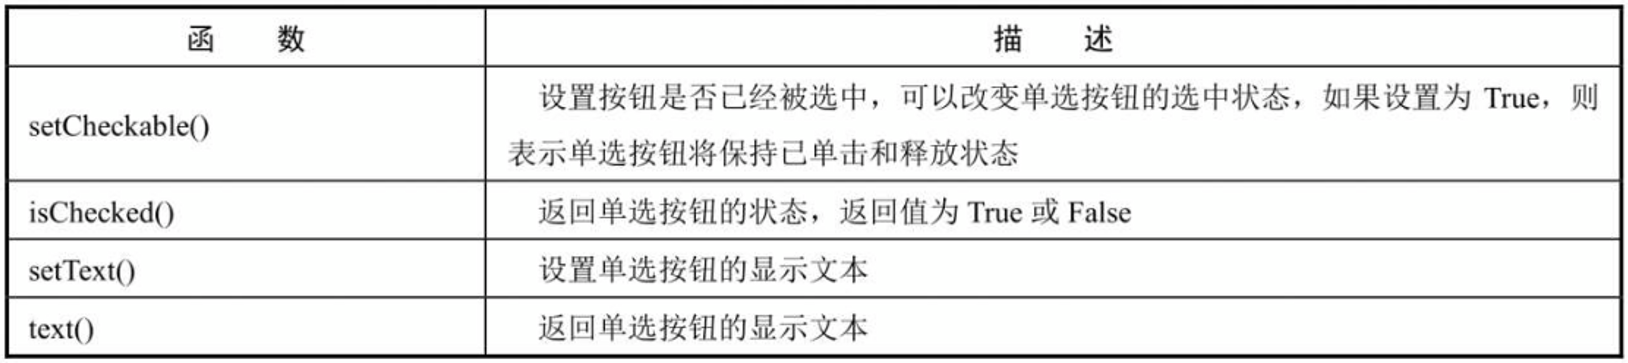 函 数 描 述
setCheckable() 设置按钮是否已经被选中，可以改变单选按钮的选中状态，如果设置为 True，则
表示单选按钮将保持已单击和释放状态
isChecked() 返回单选按钮的状态，返回值为 True 或 False
setText() 设置单选按钮的显示文本
text() 返回单选按钮的显示文本